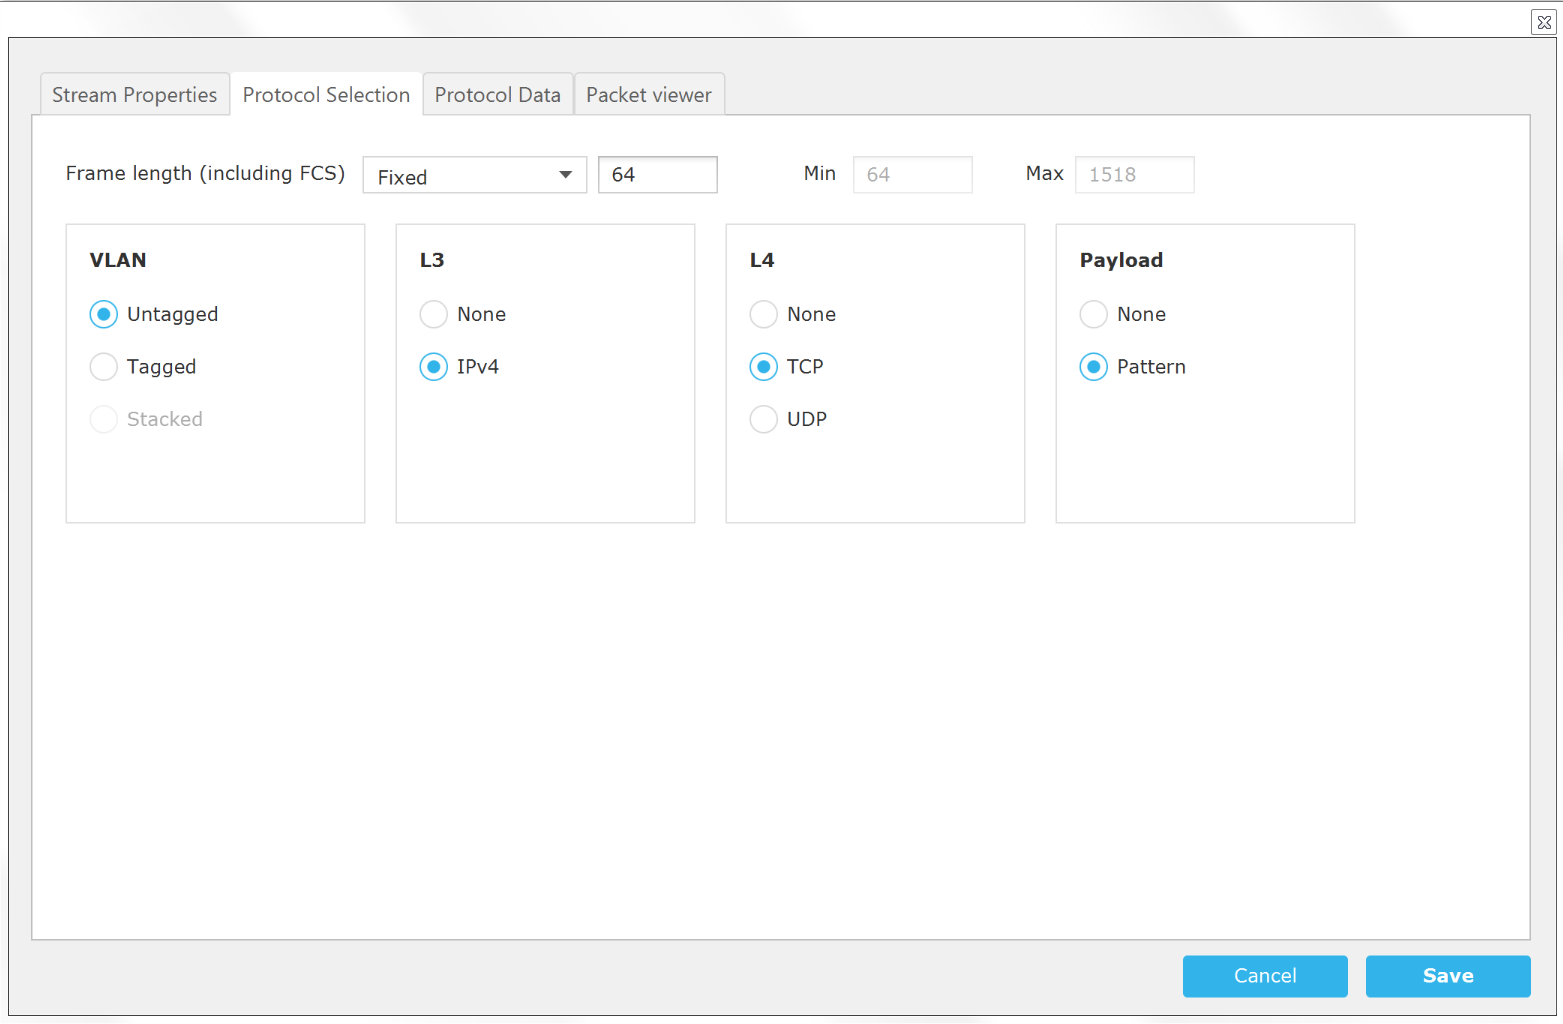 Stream Properties Protocol Selection Protocol Data Packet viewer
Frame length (including FCS) Fixed 64 Min 64 Max 1518
VLAN L3 L4 Payload
Untagged None None None
Tagged IPv4 TCP Pattern
Stacked UDP
Cancel Save